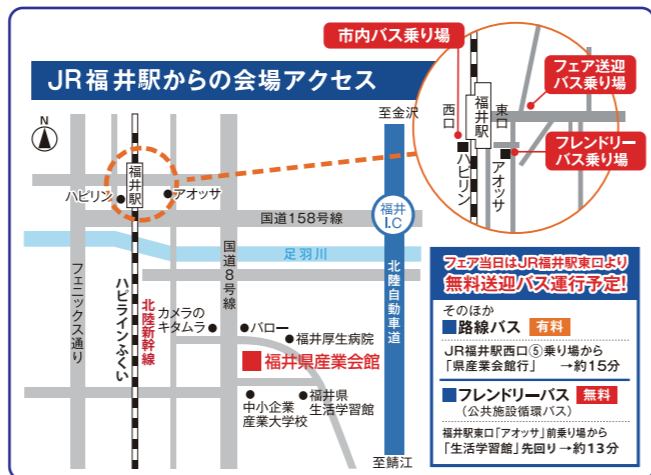 JR福井駅からの会場アクセス
市内バス乗り場
フェア送迎
バス乗り場
フレンドリー
バス乗り場
西口
福井駅
東口
ハピリン
アオッサ
N
至金沢
福井駅
ハピリン
アオッサ
国道158号線
福井
I.C
足羽川
フェニックス通り
ハピラインふくい
北陸新幹線
国道8号線
北陸自動車道
カメラの
キタムラ
バロー
福井厚生病院
福井県産業会館
中小企業
産業大学校
福井県
生活学習館
至鯖江
フェア当日はJR福井駅東口より
無料送迎バス運行予定!
そのほか
■路線バス 有料
JR福井駅西口⑤乗り場から
「県産業会館行」 →約15分
■フレンドリーバス 無料
(公共施設循環バス)
福井駅東口「アオッサ」前乗り場から
「生活学習館」先回り→約13分